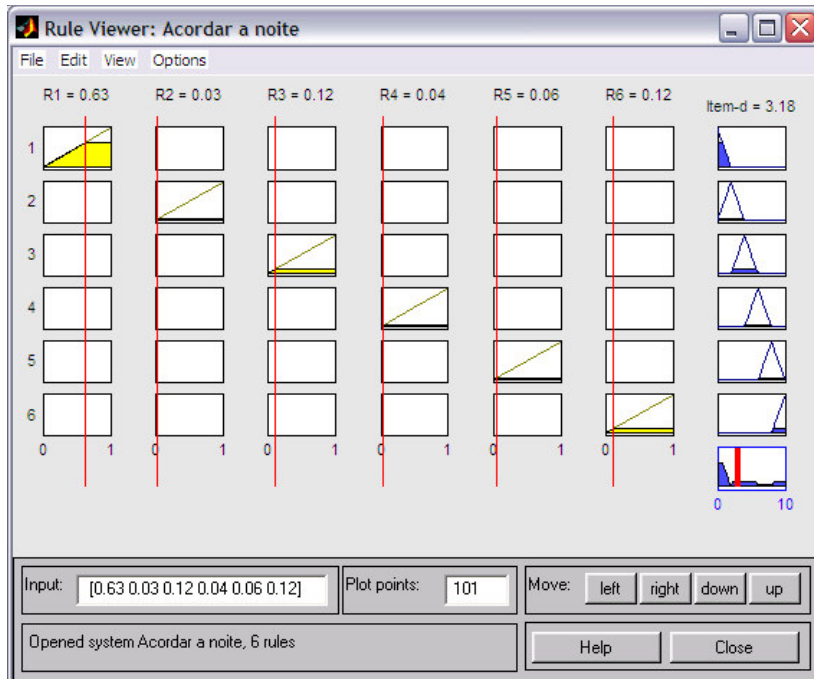 Rule Viewer: Acordar a noite
File Edit View Options
R1 = 0.63 R2 = 0.03 R3 = 0.12 R4 = 0.04 R5 = 0.06 R6 = 0.12 Item-d = 3.18
1
2
3
4
5
6
0 1 0 1 0 1 0 1 0 1 0 1
0 10
Input: [0.63 0.03 0.12 0.04 0.06 0.12] Plot points: 101 Move: left right down up
Opened system Acordar a noite, 6 rules Help Close